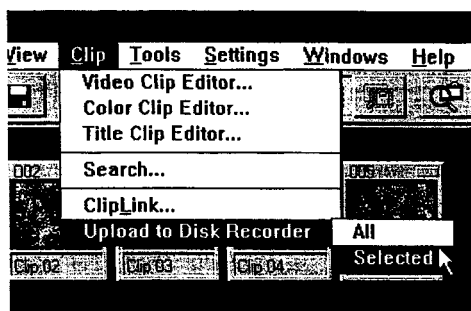 View Clip Tools Settings Windows Help
Video Clip Editor...
Color Clip Editor...
Title Clip Editor...
002
Search...
ClipLink...
Upload to Disk Recorder
All
Clip.02 Clip.03 Clip.04
Selected